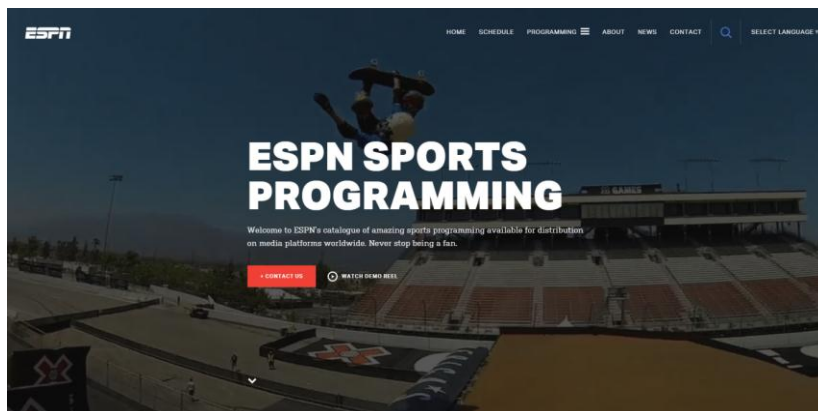 ESPN
HOME SCHEDULE PROGRAMMING ABOUT NEWS CONTACT SELECT LANGUAGE
ESPN SPORTS
PROGRAMMING
Welcome to ESPN's catalogue of amazing sports programming available for distribution
on media platforms worldwide. Never stop being a fan.
+ CONTACT US WATCH DEMO REEL
X GAMES